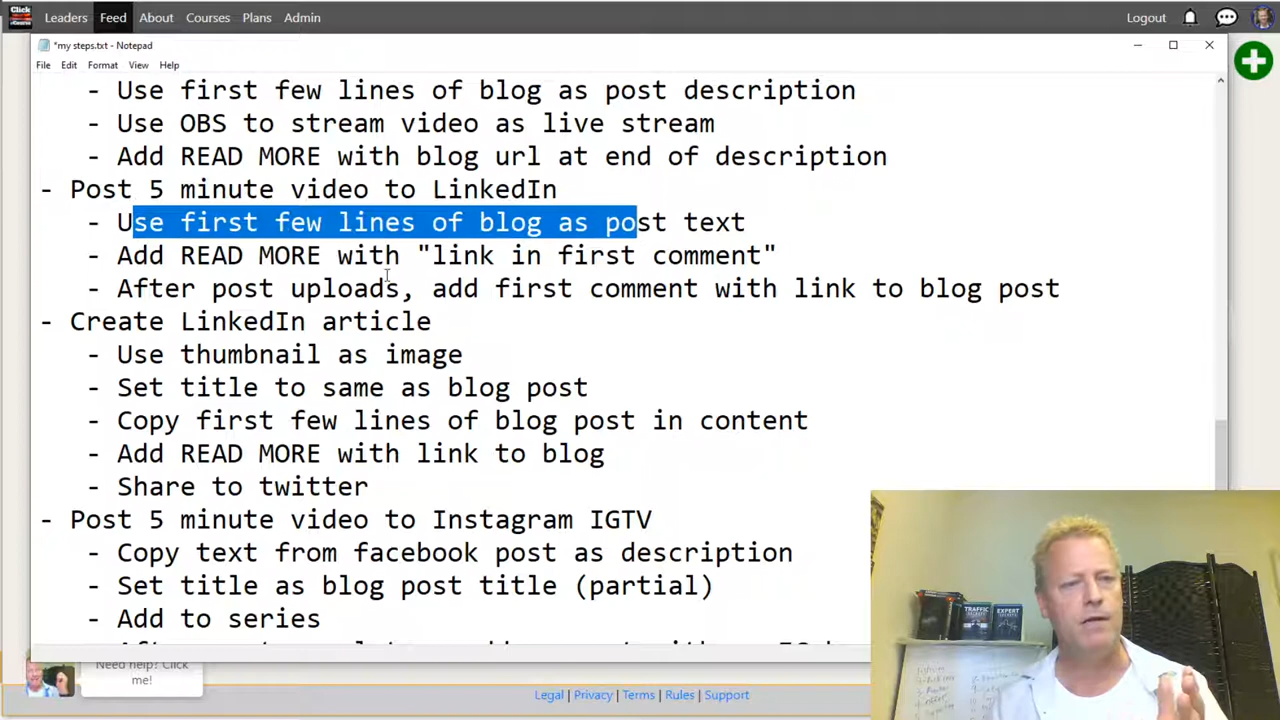 Click
Leaders Feed About Courses Plans Admin Logout
*my steps.txt - Notepad
File Edit Format View Help
- Use first few lines of blog as post description
- Use OBS to stream video as live stream
- Add READ MORE with blog url at end of description
- Post 5 minute video to LinkedIn
- Use first few lines of blog as post text
- Add READ MORE with "link in first comment"
- After post uploads, add first comment with link to blog post
- Create LinkedIn article
- Use thumbnail as image
- Set title to same as blog post
- Copy first few lines of blog post in content
- Add READ MORE with link to blog
- Share to twitter
- Post 5 minute video to Instagram IGTV
- Copy text from facebook post as description
- Set title as blog post title (partial)
- Add to series
TRAFFIC
SECRETS
EXPERT
SECRETS
Need help? Click
me!
Legal | Privacy | Terms | Rules | Support